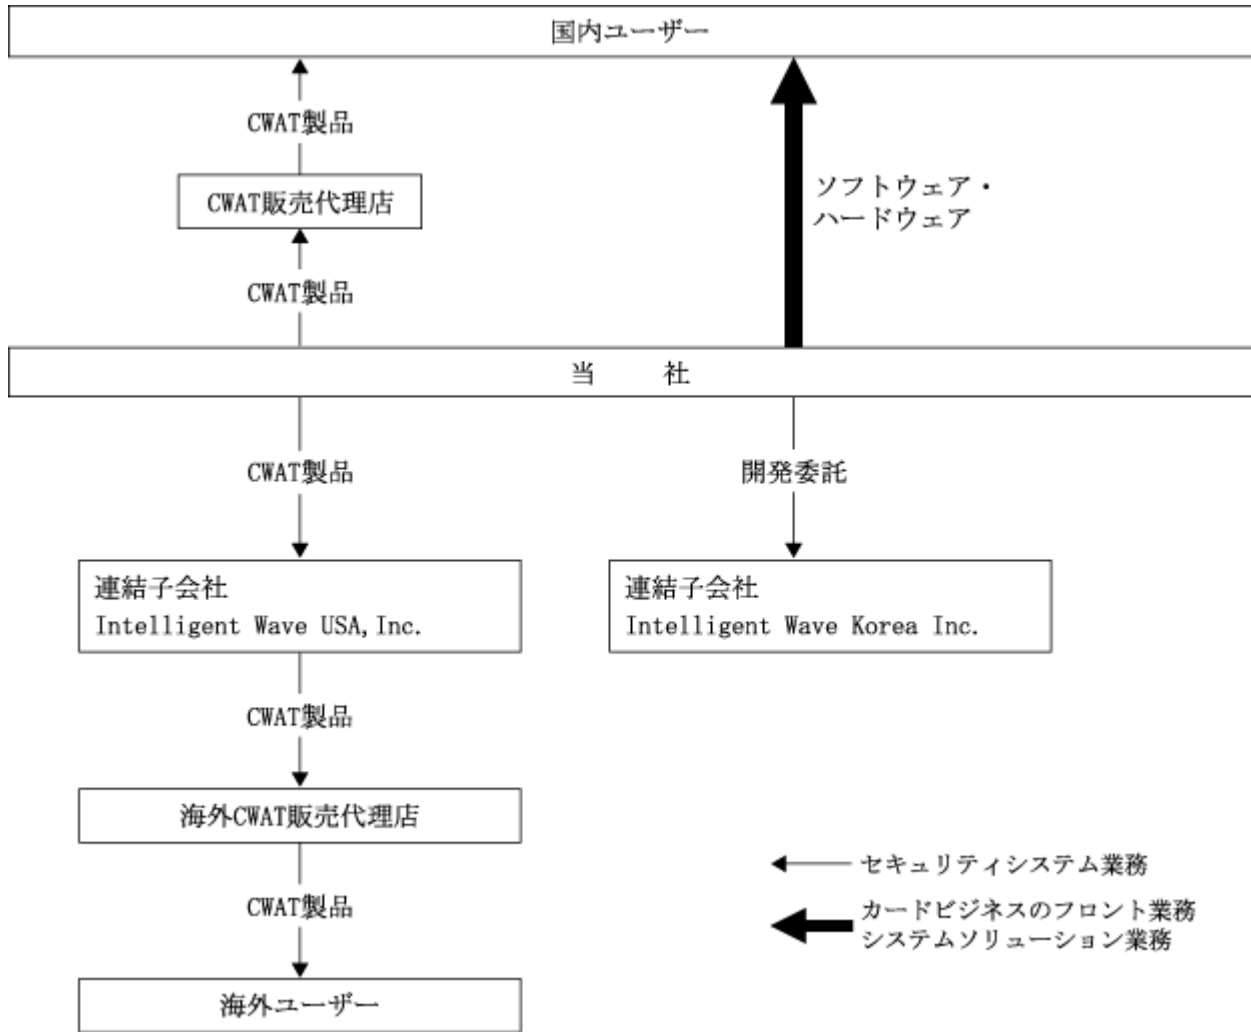 国内ユーザー
CWAT製品
CWAT販売代理店
ソフトウェア・
ハードウェア
CWAT製品
当　　社
CWAT製品
開発委託
連結子会社
Intelligent Wave USA,Inc.
連結子会社
Intelligent Wave Korea Inc.
CWAT製品
海外CWAT販売代理店
CWAT製品
海外ユーザー
セキュリティシステム業務
カードビジネスのフロント業務
システムソリューション業務